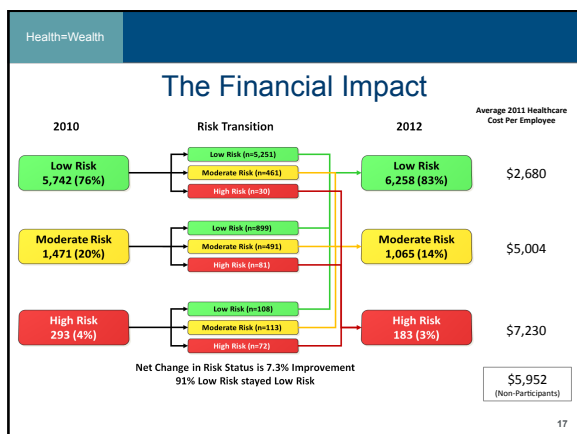 Health=Wealth
The Financial Impact
Average 2011 Healthcare
Cost Per Employee
2010
Risk Transition
2012
Low Risk
5,742 (76%)
Low Risk (n=5,251)
Moderate Risk (n=461)
High Risk (n=30)
Low Risk
6,258 (83%)
$2,680
Moderate Risk
1,471 (20%)
Low Risk (n=899)
Moderate Risk (n=491)
High Risk (n=81)
Moderate Risk
1,065 (14%)
$5,004
High Risk
293 (4%)
Low Risk (n=108)
Moderate Risk (n=113)
High Risk (n=72)
High Risk
183 (3%)
$7,230
Net Change in Risk Status is 7.3% Improvement
91% Low Risk stayed Low Risk
$5,952
(Non-Participants)
17